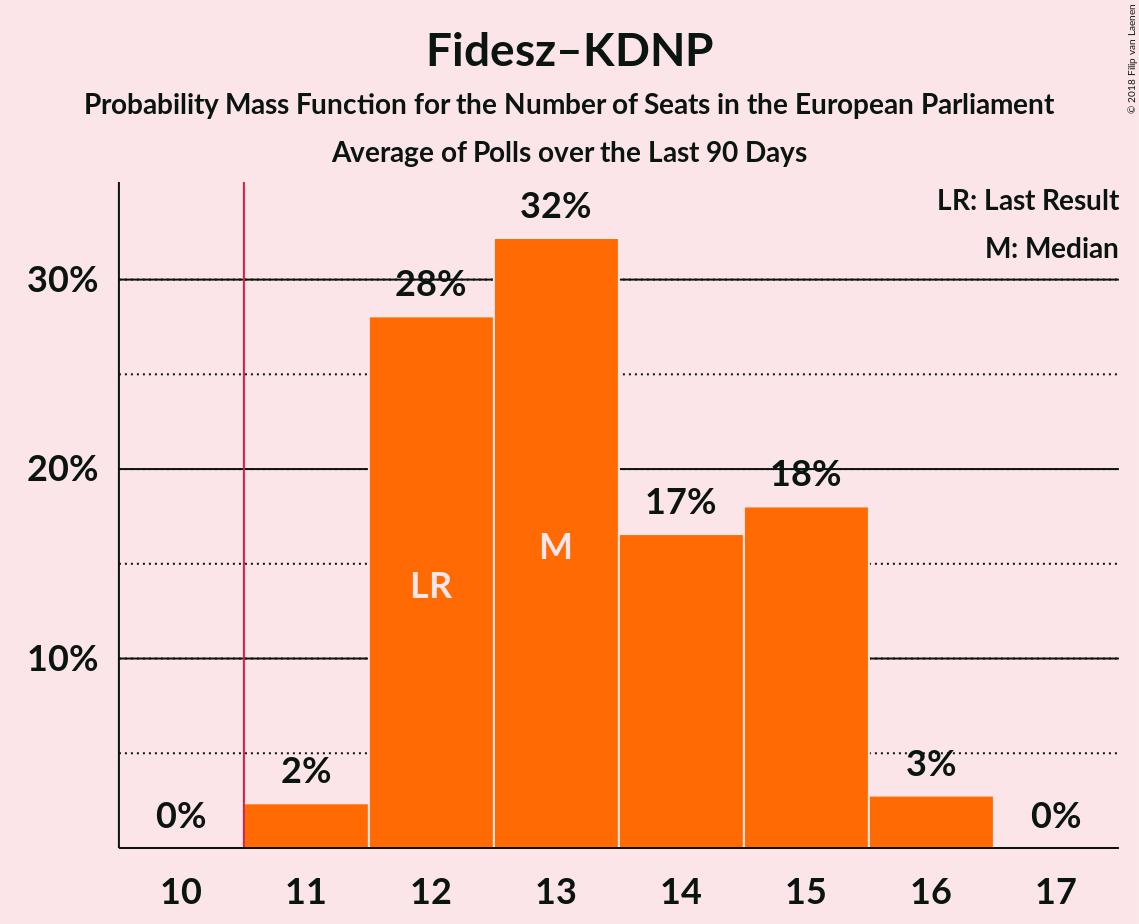 Fidesz–KDNP
Probability Mass Function for the Number of Seats in the European Parliament
Average of Polls over the Last 90 Days
© 2018 Filip van Laenen
LR: Last Result
M: Median
32%
28%
30%
20%
18%
17%
M
LR
10%
3%
2%
0%
0%
10 11 12 13 14 15 16 17